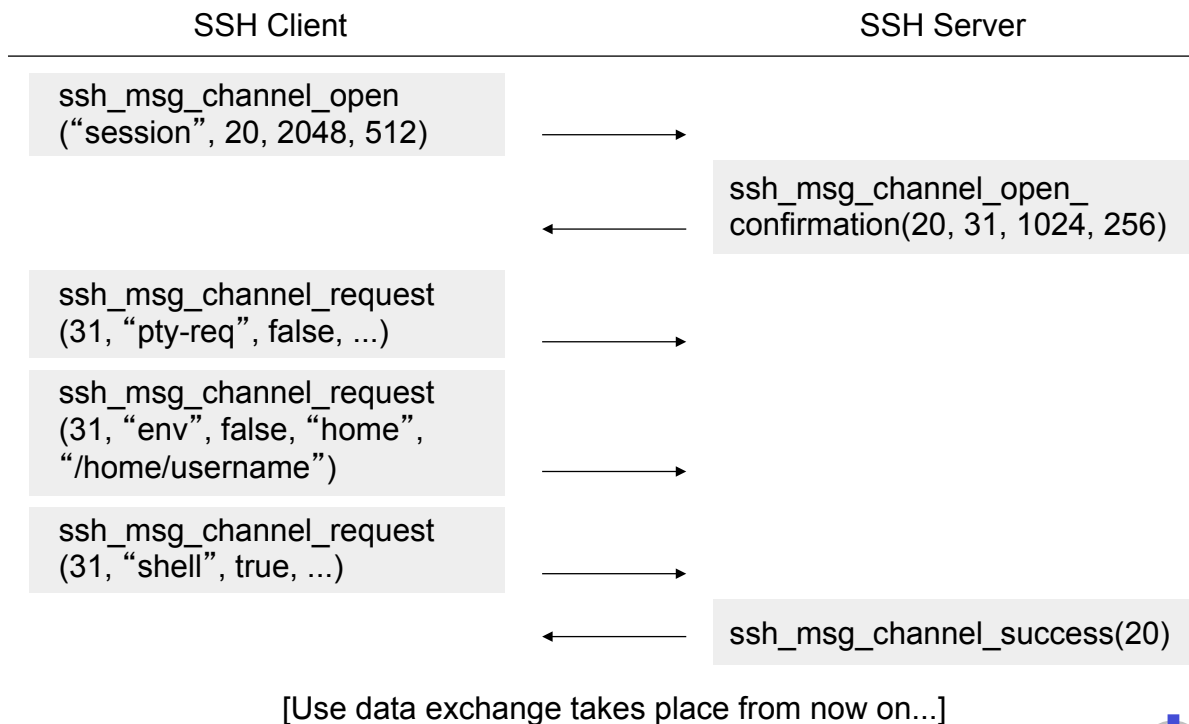 SSH Client
SSH Server
ssh_msg_channel_open
(“session”, 20, 2048, 512)
ssh_msg_channel_open_
confirmation(20, 31, 1024, 256)
ssh_msg_channel_request
(31, “pty-req”, false, ...)
ssh_msg_channel_request
(31, “env”, false, “home”,
“/home/username”)
ssh_msg_channel_request
(31, “shell”, true, ...)
ssh_msg_channel_success(20)
[Use data exchange takes place from now on...]